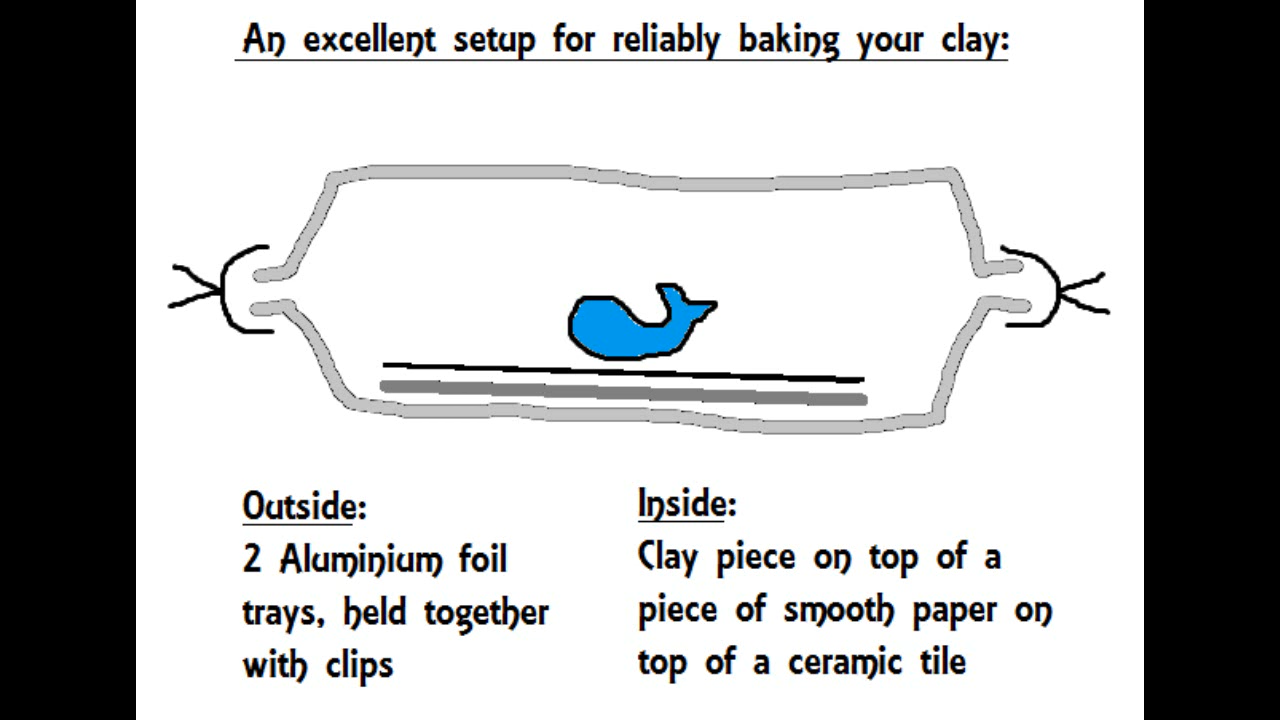 An excellent setup for reliably baking your clay:
Outside:
2 Aluminium foil
trays, held together
with clips
Inside:
Clay piece on top of a
piece of smooth paper on
top of a ceramic tile